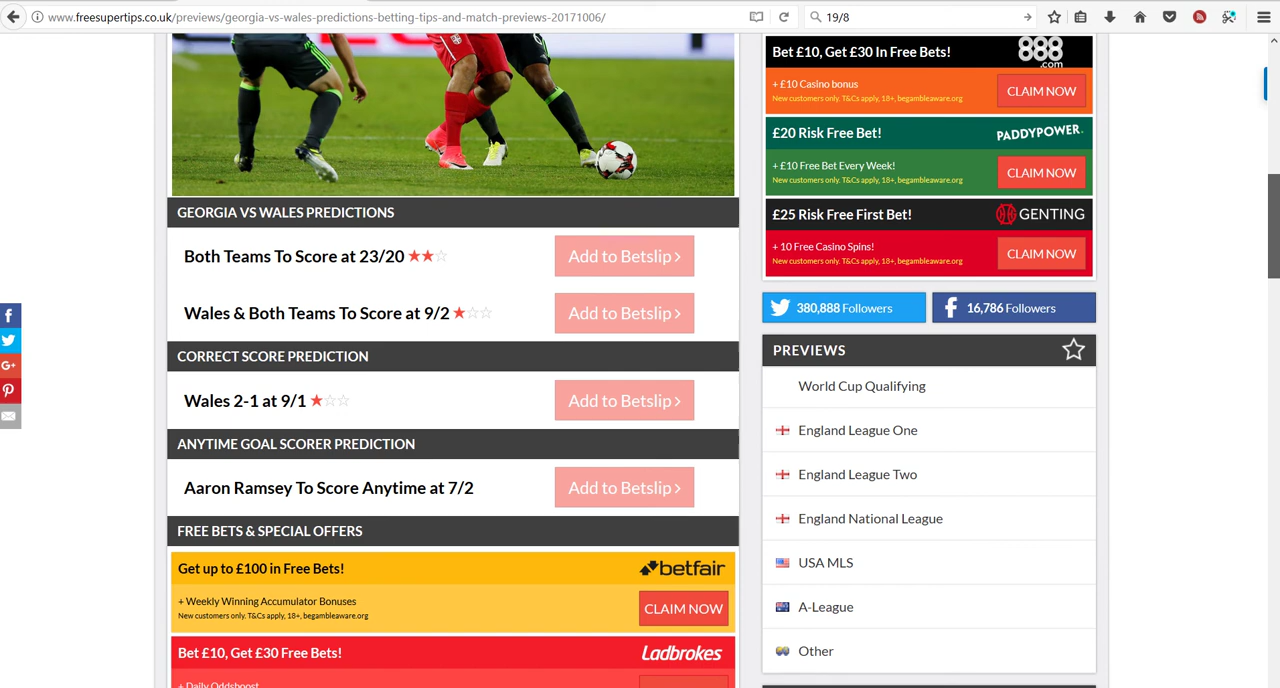 www.freesupertips.co.uk/previews/georgia-vs-wales-predictions-betting-tips-and-match-previews-20171006/
19/8
GEORGIA VS WALES PREDICTIONS
Both Teams To Score at 23/20
Add to Betslip
Wales & Both Teams To Score at 9/2
Add to Betslip
CORRECT SCORE PREDICTION
Wales 2-1 at 9/1
Add to Betslip
ANYTIME GOAL SCORER PREDICTION
Aaron Ramsey To Score Anytime at 7/2
Add to Betslip
FREE BETS & SPECIAL OFFERS
Get up to £100 in Free Bets!
betfair
+ Weekly Winning Accumulator Bonuses
New customers only. T&Cs apply, 18+, begambleaware.org
CLAIM NOW
Bet £10, Get £30 Free Bets!
Ladbrokes
+ Daily Oddsboost
Bet £10, Get £30 In Free Bets!
888
.com
+ £10 Casino bonus
New customers only. T&Cs apply, 18+, begambleaware.org
CLAIM NOW
£20 Risk Free Bet!
PADDYPOWER.
+ £10 Free Bet Every Week!
New customers only. T&Cs apply, 18+, begambleaware.org
CLAIM NOW
£25 Risk Free First Bet!
GENTING
+ 10 Free Casino Spins!
New customers only. T&Cs apply, 18+, begambleaware.org
CLAIM NOW
380,888 Followers
16,786 Followers
PREVIEWS
World Cup Qualifying
England League One
England League Two
England National League
USA MLS
A-League
Other